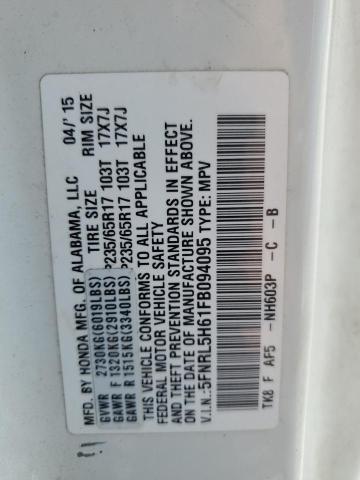 MFD. BY HONDA MFG. OF ALABAMA, LLC 04/'15
TIRE SIZE RIM SIZE
GVWR 2730KG(6019LBS)
GAWR F 1320KG(2910LBS) P235/65R17 103T 17X7J
GAWR R 1515KG(3340LBS) P235/65R17 103T 17X7J
THIS VEHICLE CONFORMS TO ALL APPLICABLE
FEDERAL MOTOR VEHICLE SAFETY
AND THEFT PREVENTION STANDARDS IN EFFECT
ON THE DATE OF MANUFACTURE SHOWN ABOVE.
V.I.N.: 5FNRL5H61FB094095 TYPE: MPV
TK8 F AF5 -NH603P -C -B